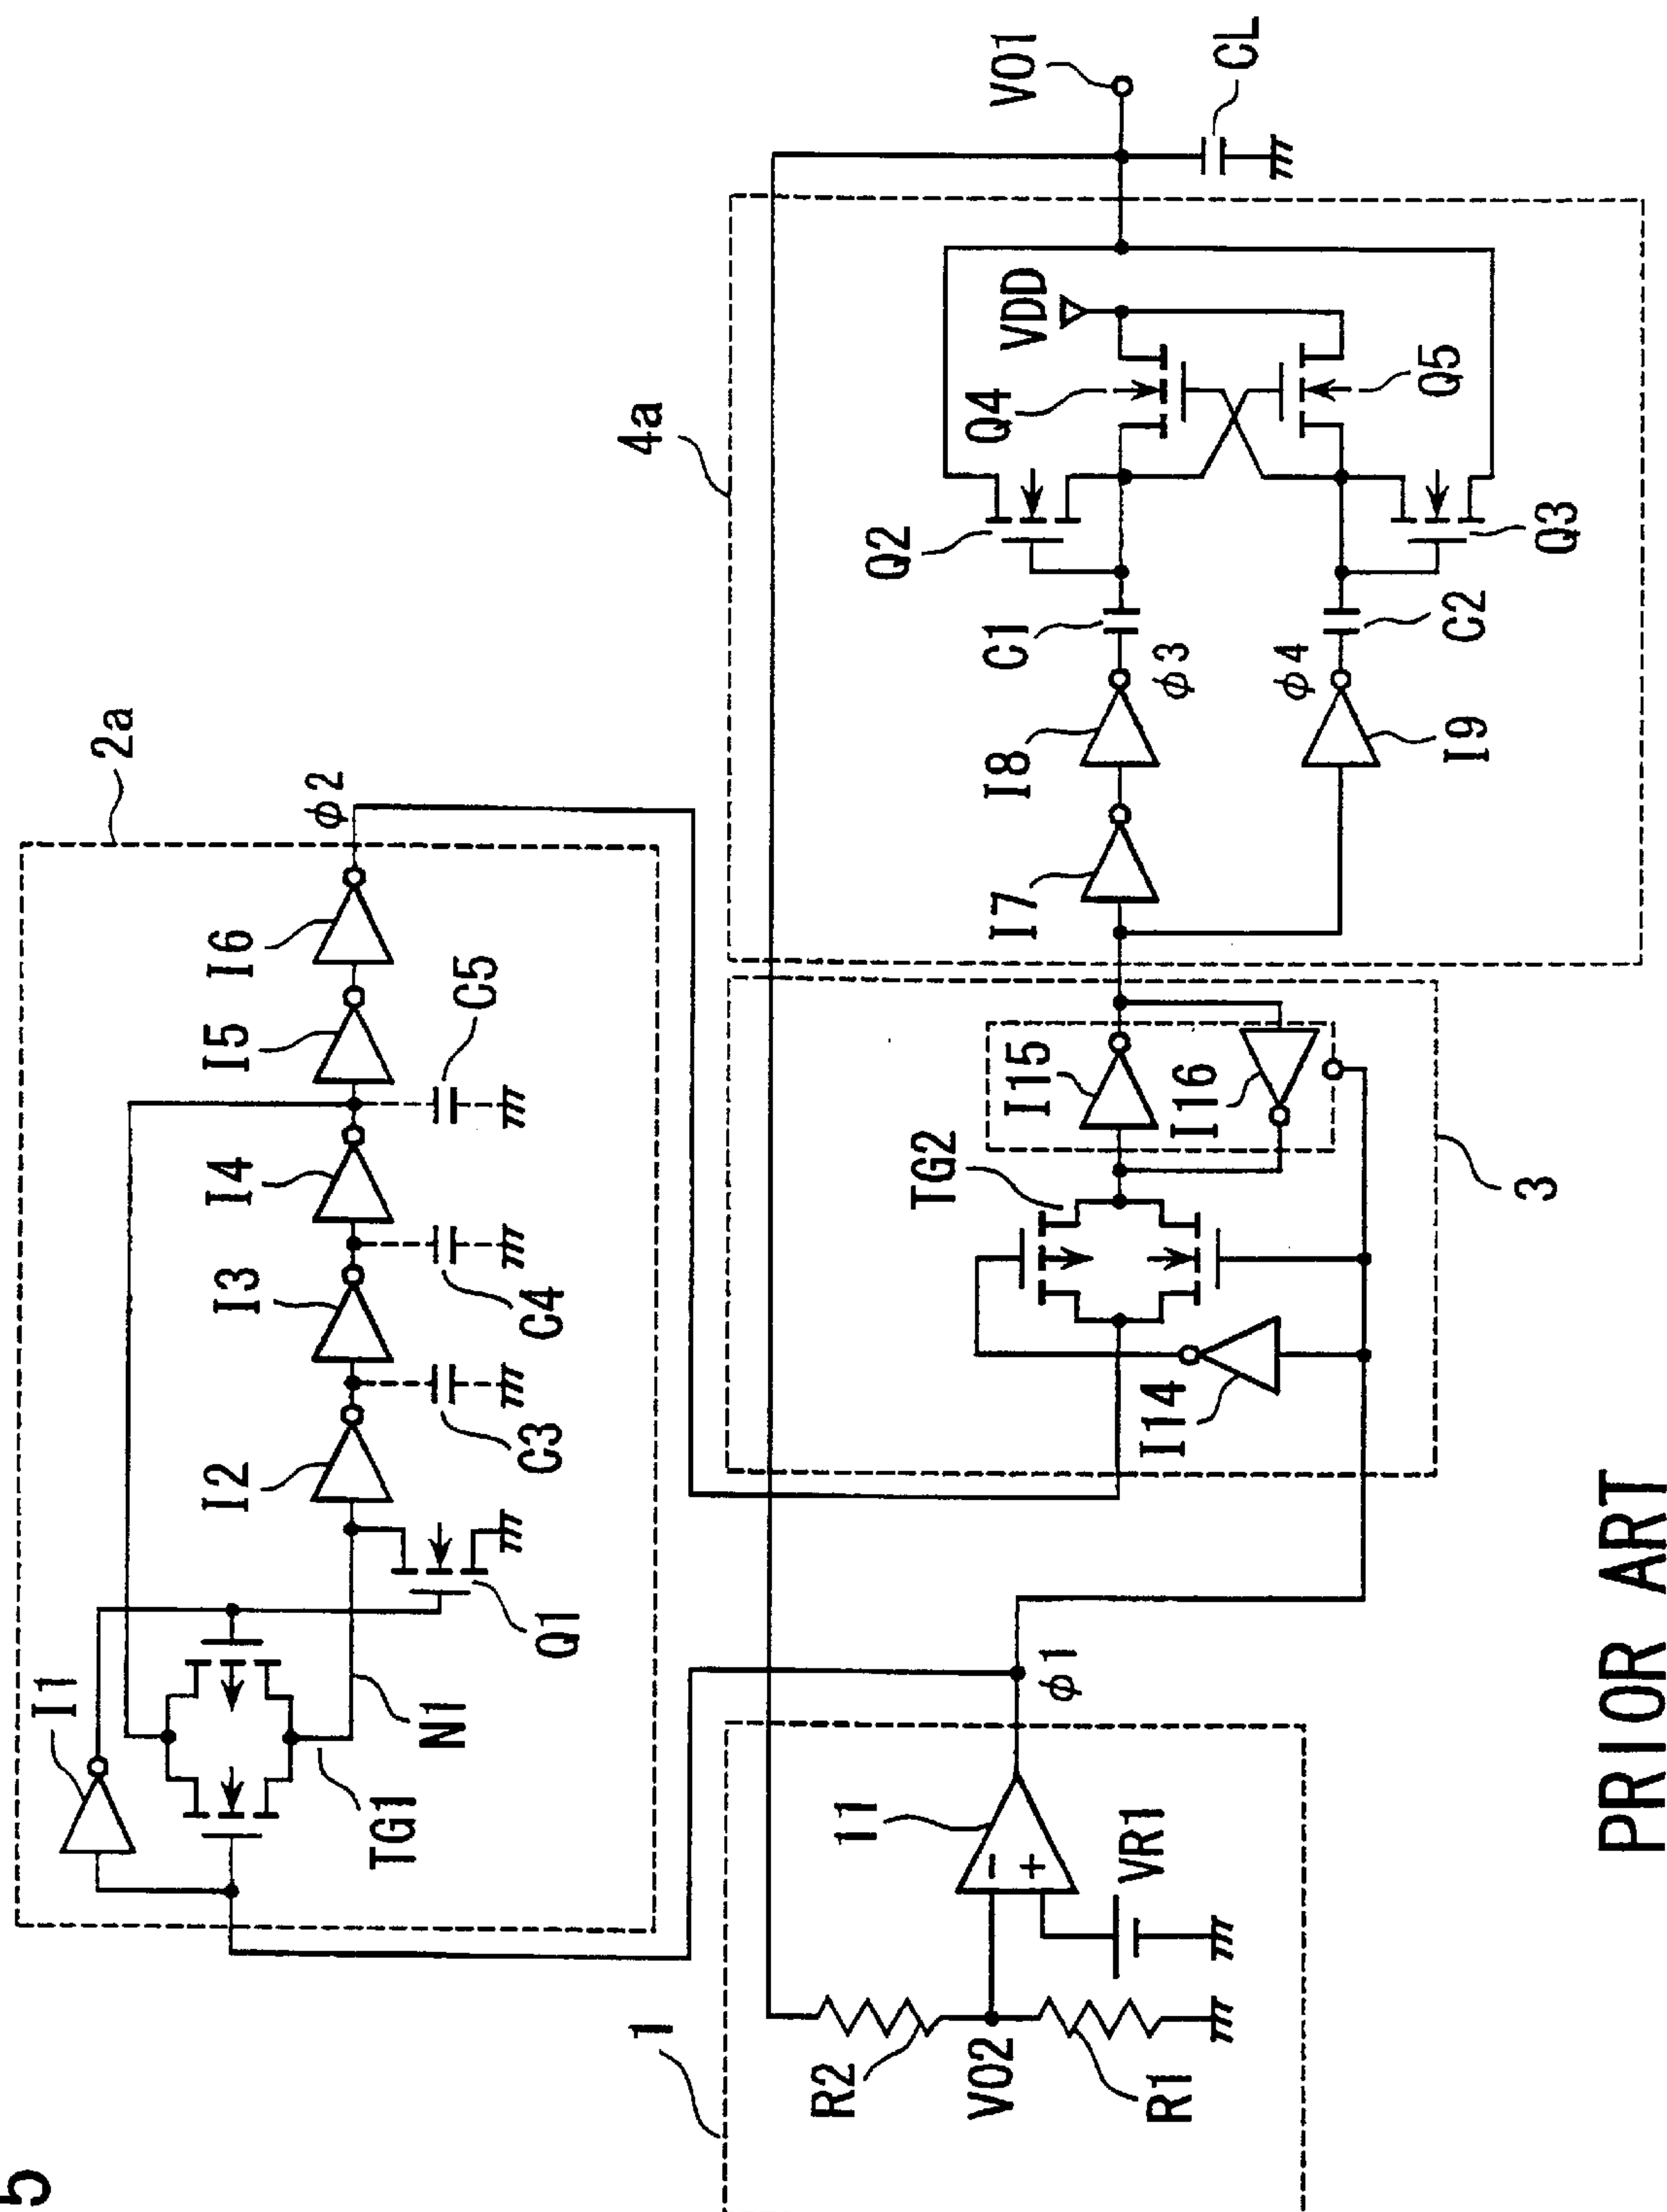 5
2a
I1
TG1
N1
Q1
I2
C3
I3
C4
I4
C5
I5
I6
φ2
1
R2
VO2
R1
11
VR1
φ1
3
I14
TG2
I15
I16
4a
I7
I8
φ3
I9
φ4
C1
C2
Q2
Q3
Q4
Q5
VDD
VO1
CL
PRIOR ART